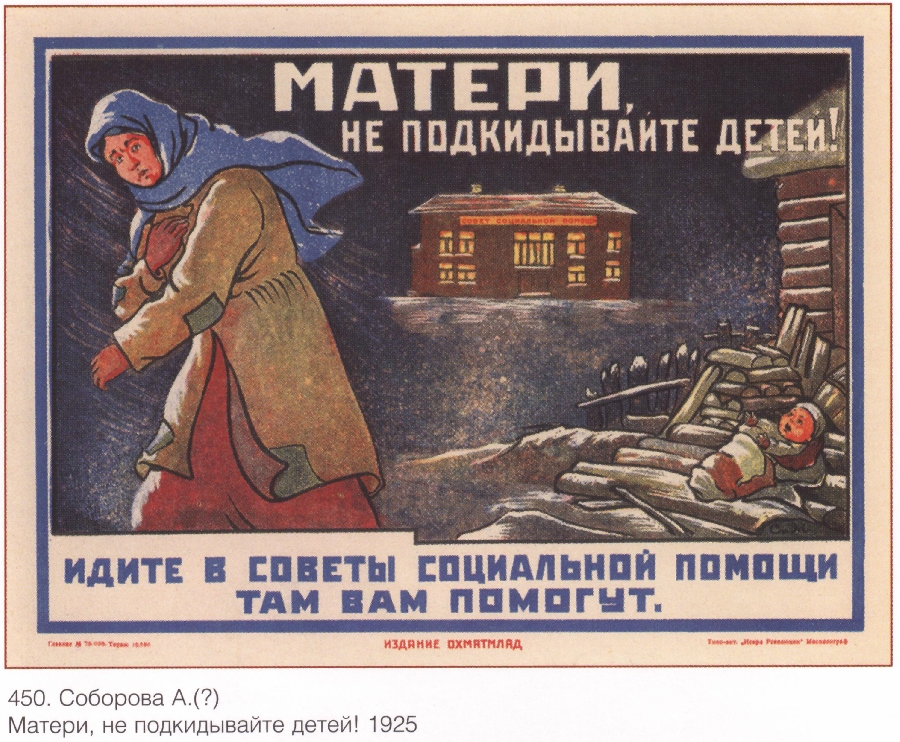 МАТЕРИ,
НЕ ПОДКИДЫВАЙТЕ ДЕТЕЙ!
СОВЕТ СОЦИАЛЬНОЙ
ИДИТЕ В СОВЕТЫ СОЦИАЛЬНОЙ ПОМОЩИ
ТАМ ВАМ ПОМОГУТ.
ИЗДАНИЕ ОХМАТМЛАД
450. Соборова А.(?)
Матери, не подкидывайте детей! 1925